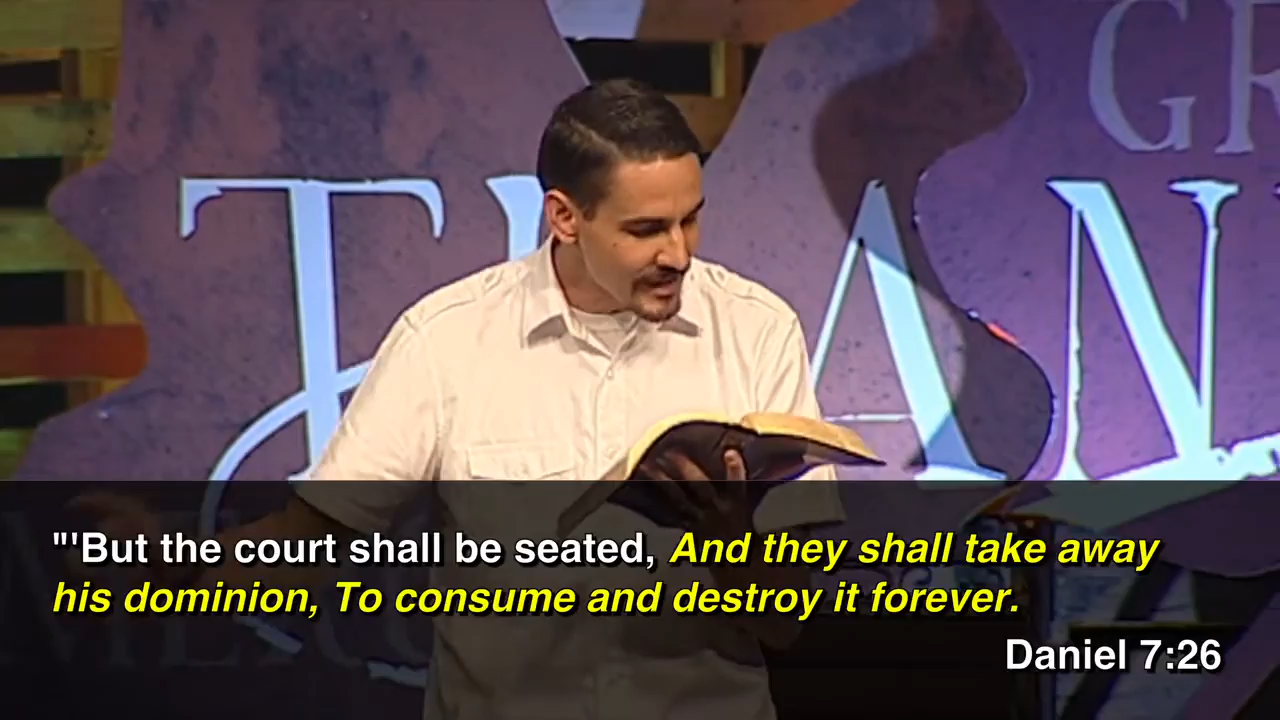 GR
"'But the court shall be seated, And they shall take away
his dominion, To consume and destroy it forever.
Daniel 7:26